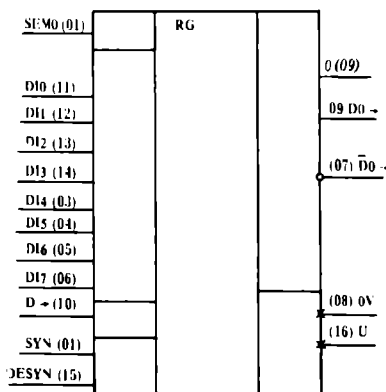 SEM0 (01)
RG
0 (09)
DI0 (11)
DI1 (12)
09 D0 →
DI2 (13)
DI3 (14)
(07) D̅0 →
DI4 (03)
DI5 (04)
DI6 (05)
DI7 (06)
D → (10)
(08) 0V
(16) U
SYN (01)
DESYN (15)